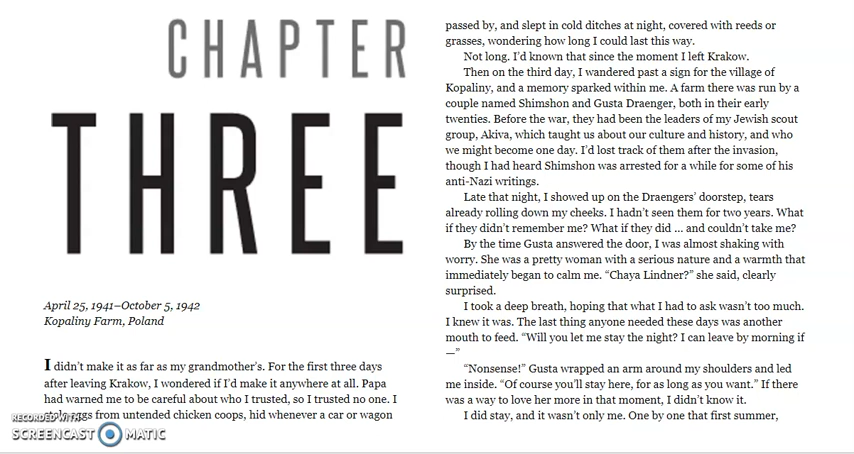 CHAPTER
THREE
April 25, 1941–October 5, 1942
Kopaliny Farm, Poland
I didn’t make it as far as my grandmother’s. For the first three days
after leaving Krakow, I wondered if I’d make it anywhere at all. Papa
had warned me to be careful about who I trusted, so I trusted no one. I
eggs from untended chicken coops, hid whenever a car or wagon
RECORDED WITH
SCREENCAST MATIC
passed by, and slept in cold ditches at night, covered with reeds or
grasses, wondering how long I could last this way.
Not long. I’d known that since the moment I left Krakow.
Then on the third day, I wandered past a sign for the village of
Kopaliny, and a memory sparked within me. A farm there was run by a
couple named Shimshon and Gusta Draenger, both in their early
twenties. Before the war, they had been the leaders of my Jewish scout
group, Akiva, which taught us about our culture and history, and who
we might become one day. I’d lost track of them after the invasion,
though I had heard Shimshon was arrested for a while for some of his
anti-Nazi writings.
Late that night, I showed up on the Draengers’ doorstep, tears
already rolling down my cheeks. I hadn’t seen them for two years. What
if they didn’t remember me? What if they did ... and couldn’t take me?
By the time Gusta answered the door, I was almost shaking with
worry. She was a pretty woman with a serious nature and a warmth that
immediately began to calm me. “Chaya Lindner?” she said, clearly
surprised.
I took a deep breath, hoping that what I had to ask wasn’t too much.
I knew it was. The last thing anyone needed these days was another
mouth to feed. “Will you let me stay the night? I can leave by morning if
—”
“Nonsense!” Gusta wrapped an arm around my shoulders and led
me inside. “Of course you’ll stay here, for as long as you want.” If there
was a way to love her more in that moment, I didn’t know it.
I did stay, and it wasn’t only me. One by one that first summer,